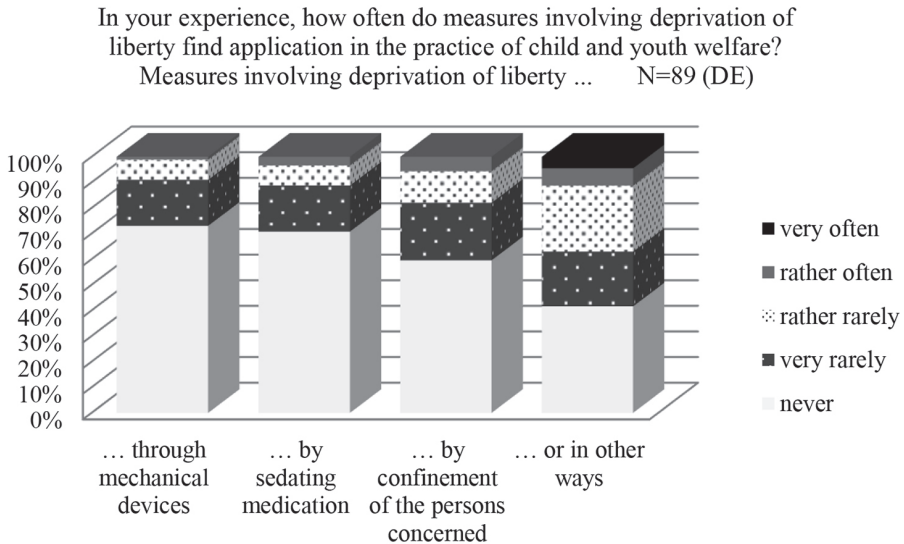 In your experience, how often do measures involving deprivation of
liberty find application in the practice of child and youth welfare?
Measures involving deprivation of liberty ... N=89 (DE)
100%
90%
80%
70%
60%
50%
40%
30%
20%
10%
0%
very often
rather often
rather rarely
very rarely
never
… through
mechanical
devices
… by
sedating
medication
… by
confinement
of the persons
concerned
… or in other
ways